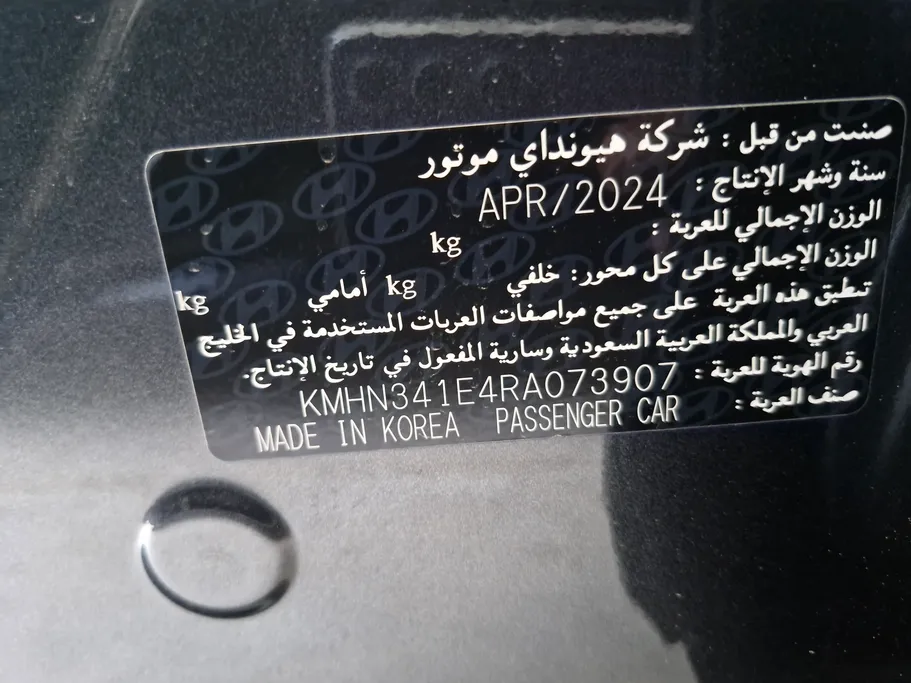 صنعت من قبل : شركة هيونداي موتور
سنة وشهر الإنتاج : APR/2024
الوزن الإجمالي للعربة : kg
الوزن الإجمالي على كل محور: خلفي kg أمامي kg
تنطبق هذه العربة على جميع مواصفات العربات المستخدمة في الخليج
العربي والمملكة العربية السعودية وسارية المفعول في تاريخ الإنتاج.
رقم الهوية للعربة : KMHN341E4RA073907
صنف العربة : PASSENGER CAR
MADE IN KOREA